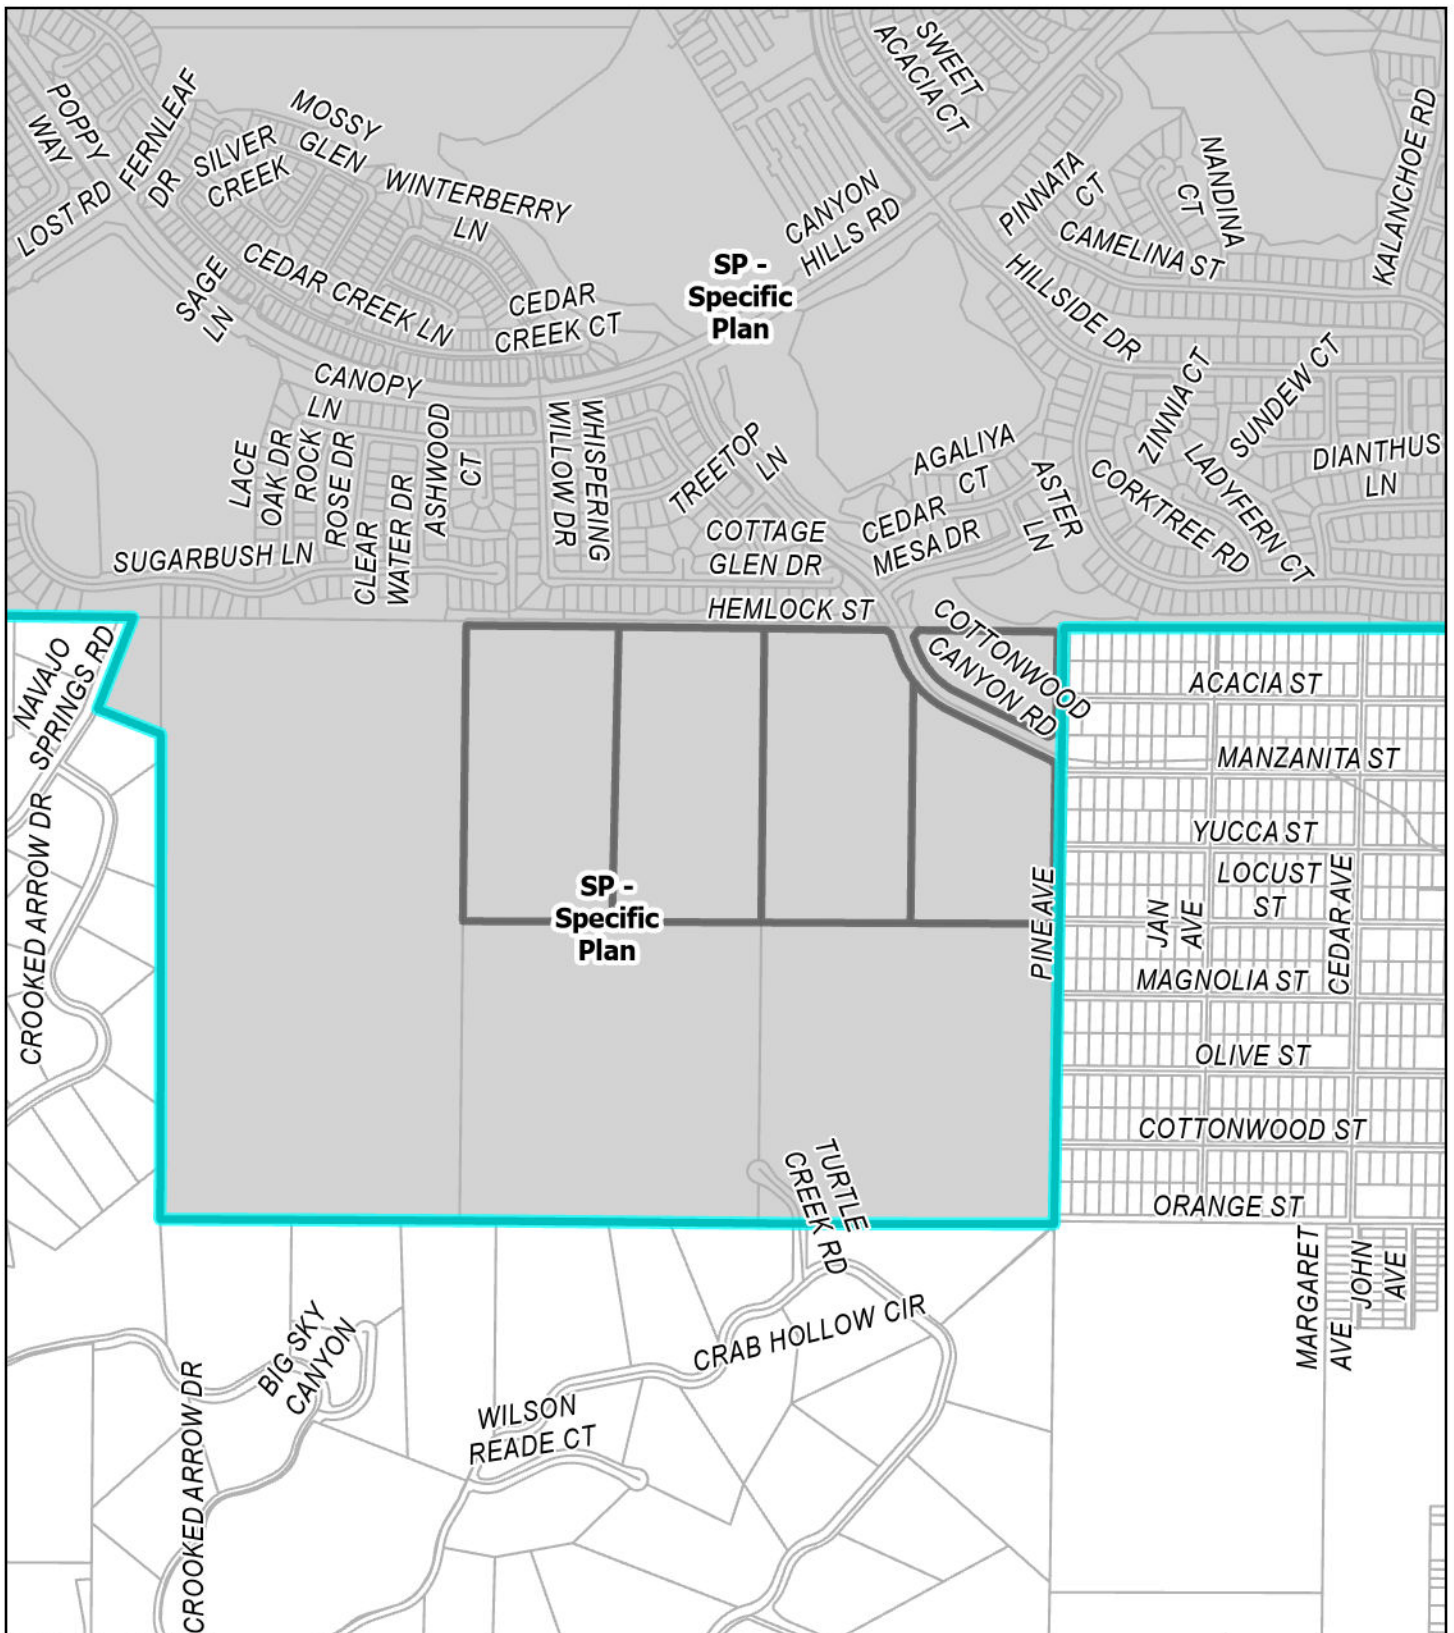 SWEET
ACACIA CT
POPPY
WAY
FERNLEAF
DR
MOSSY
GLEN
SILVER
CREEK
WINTERBERRY
LN
LOST RD
CANYON
HILLS RD
PINNATA
CT
NANDINA
CT
KALANCHOE RD
CAMELINA ST
SP -
Specific
Plan
SAGE
LN
CEDAR CREEK LN
CEDAR
CREEK CT
HILLSIDE DR
CANOPY
LN
ZINNIA CT
SUNDEW CT
LACE
OAK DR
ROCK
ROSE DR
CLEAR
WATER DR
ASHWOOD
CT
WHISPERING
WILLOW DR
TREETOP
LN
AGALIYA
CT
ASTER
LN
CORKTREE RD
LADYFERN CT
DIANTHUS
LN
CEDAR
MESA DR
COTTAGE
GLEN DR
SUGARBUSH LN
HEMLOCK ST
COTTONWOOD
CANYON RD
NAVAJO
SPRINGS RD
ACACIA ST
MANZANITA ST
CROOKED ARROW DR
YUCCA ST
LOCUST
ST
SP -
Specific
Plan
PINE AVE
JAN
AVE
CEDAR AVE
MAGNOLIA ST
OLIVE ST
COTTONWOOD ST
TURTLE
CREEK RD
ORANGE ST
MARGARET
AVE
JOHN
AVE
BIG SKY
CANYON
CRAB HOLLOW CIR
CROOKED ARROW DR
WILSON
READE CT